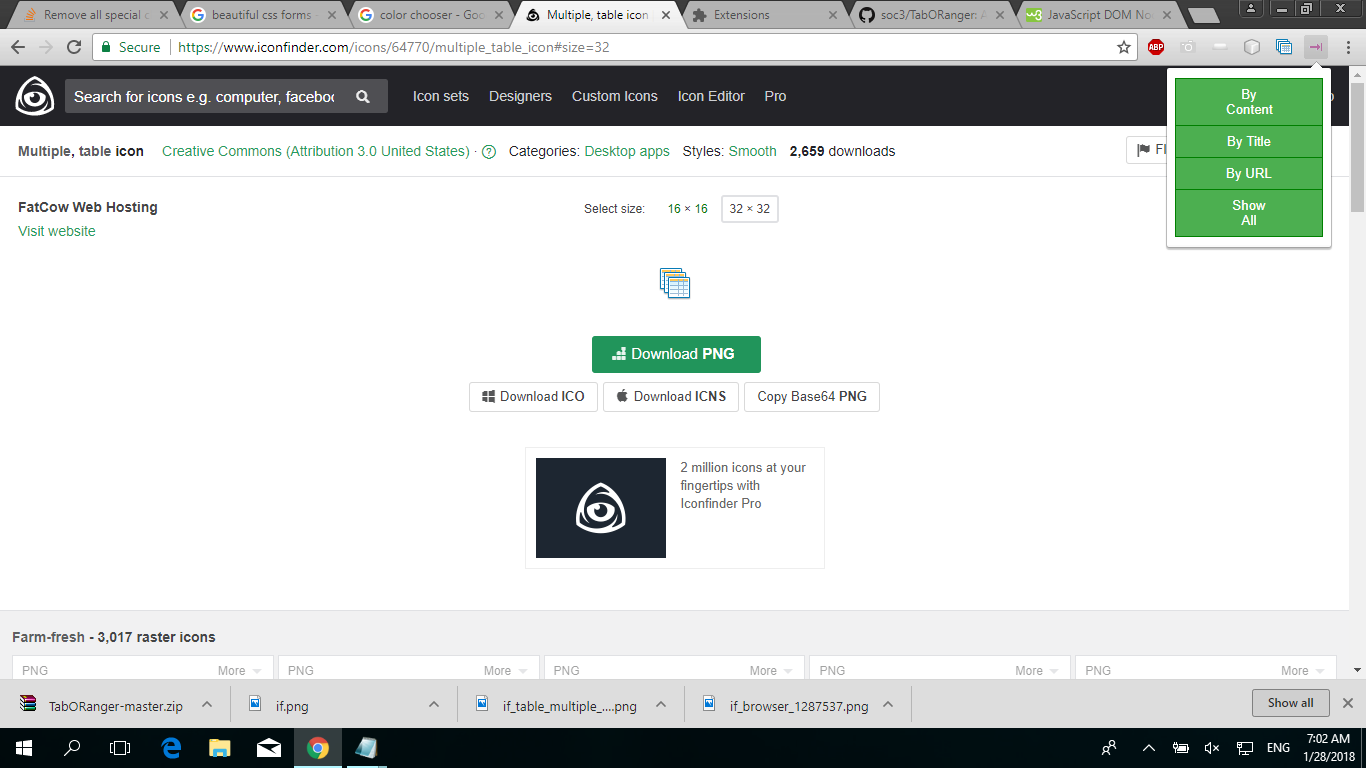 Remove all special c
beautiful css forms -
color chooser - Goo
Multiple, table icon
Extensions
soc3/TabORanger: A
JavaScript DOM No
Secure
https://www.iconfinder.com/icons/64770/multiple_table_icon#size=32
ABP
Search for icons e.g. computer, faceboo
Icon sets
Designers
Custom Icons
Icon Editor
Pro
By
Content
By Title
By URL
Show
All
Multiple, table icon
Creative Commons (Attribution 3.0 United States) · ?
Categories: Desktop apps
Styles: Smooth
2,659 downloads
FatCow Web Hosting
Visit website
Select size:
16 × 16
32 × 32
Download PNG
Download ICO
Download ICNS
Copy Base64 PNG
2 million icons at your
fingertips with
Iconfinder Pro
Farm-fresh - 3,017 raster icons
PNG
More
PNG
More
PNG
More
PNG
More
PNG
More
TabORanger-master.zip
if.png
if_table_multiple_....png
if_browser_1287537.png
Show all
ENG
7:02 AM
1/28/2018